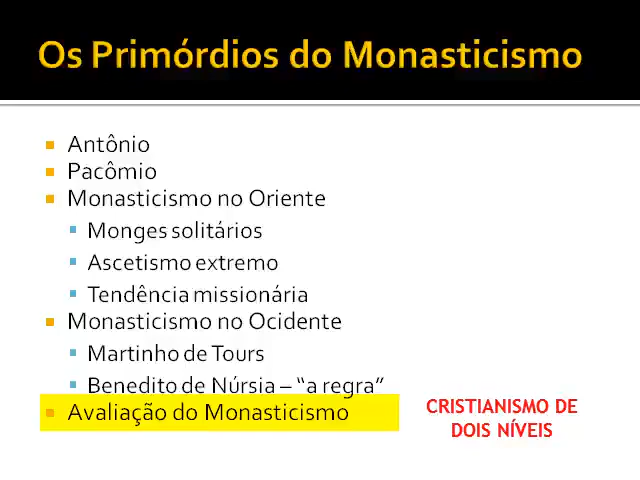 Os Primórdios do Monasticismo
Antônio
Pacômio
Monasticismo no Oriente
Monges solitários
Ascetismo extremo
Tendência missionária
Monasticismo no Ocidente
Martinho de Tours
Benedito de Núrsia – “a regra”
Avaliação do Monasticismo
CRISTIANISMO DE
DOIS NÍVEIS